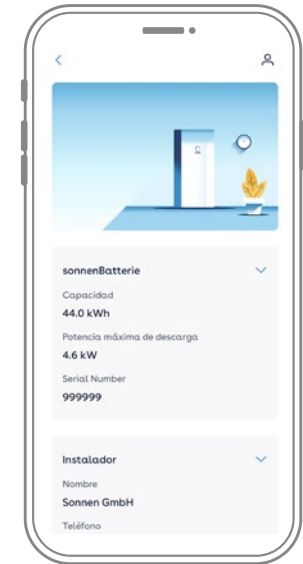 sonnenBatterie
Capacidad
44.0 kWh
Potencia máxima de descarga
4.6 kW
Serial Number
999999
Instalador
Nombre
Sonnen GmbH
Teléfono